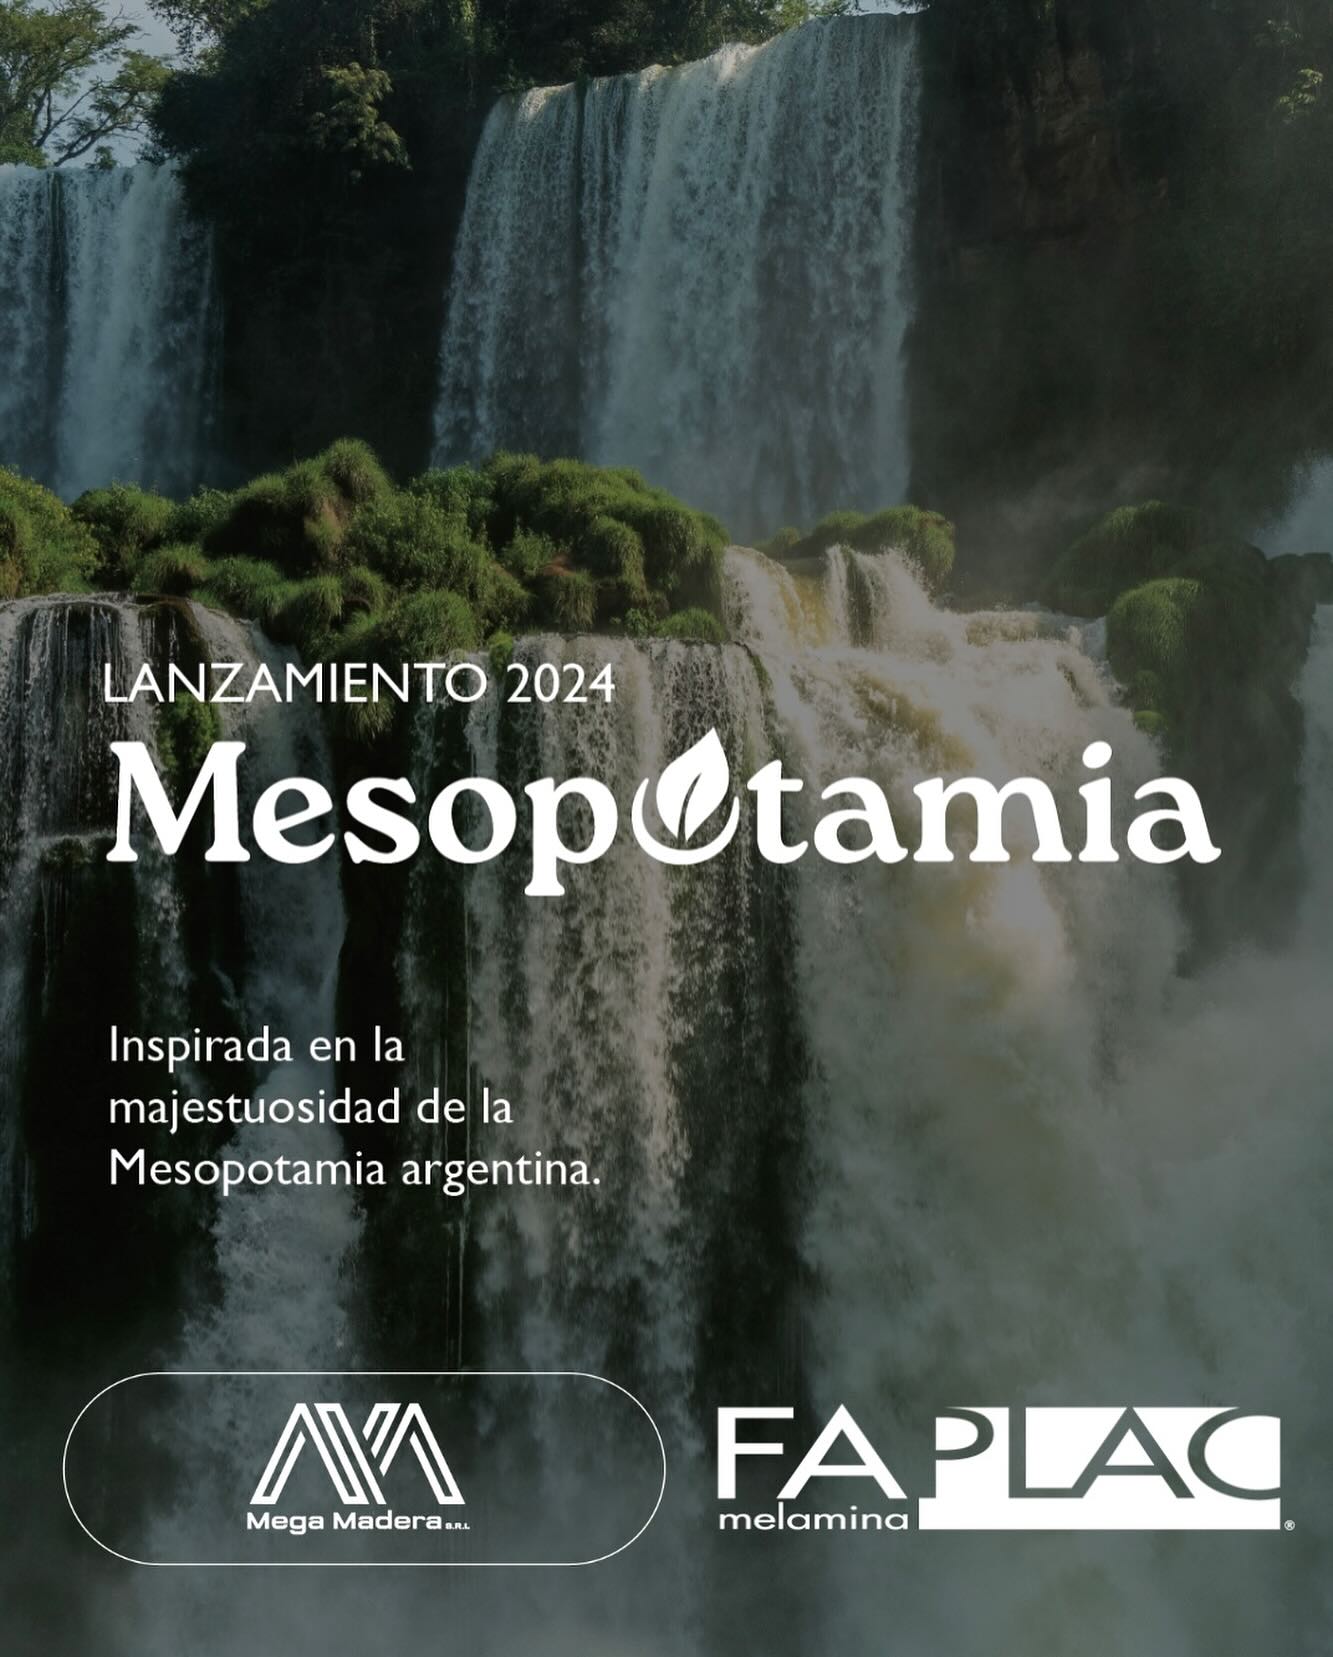 LANZAMIENTO 2024
Mesopotamia
Inspirada en la
majestuosidad de la
Mesopotamia argentina.
Mega Madera S.R.L.
FAPLAC
melamina
®